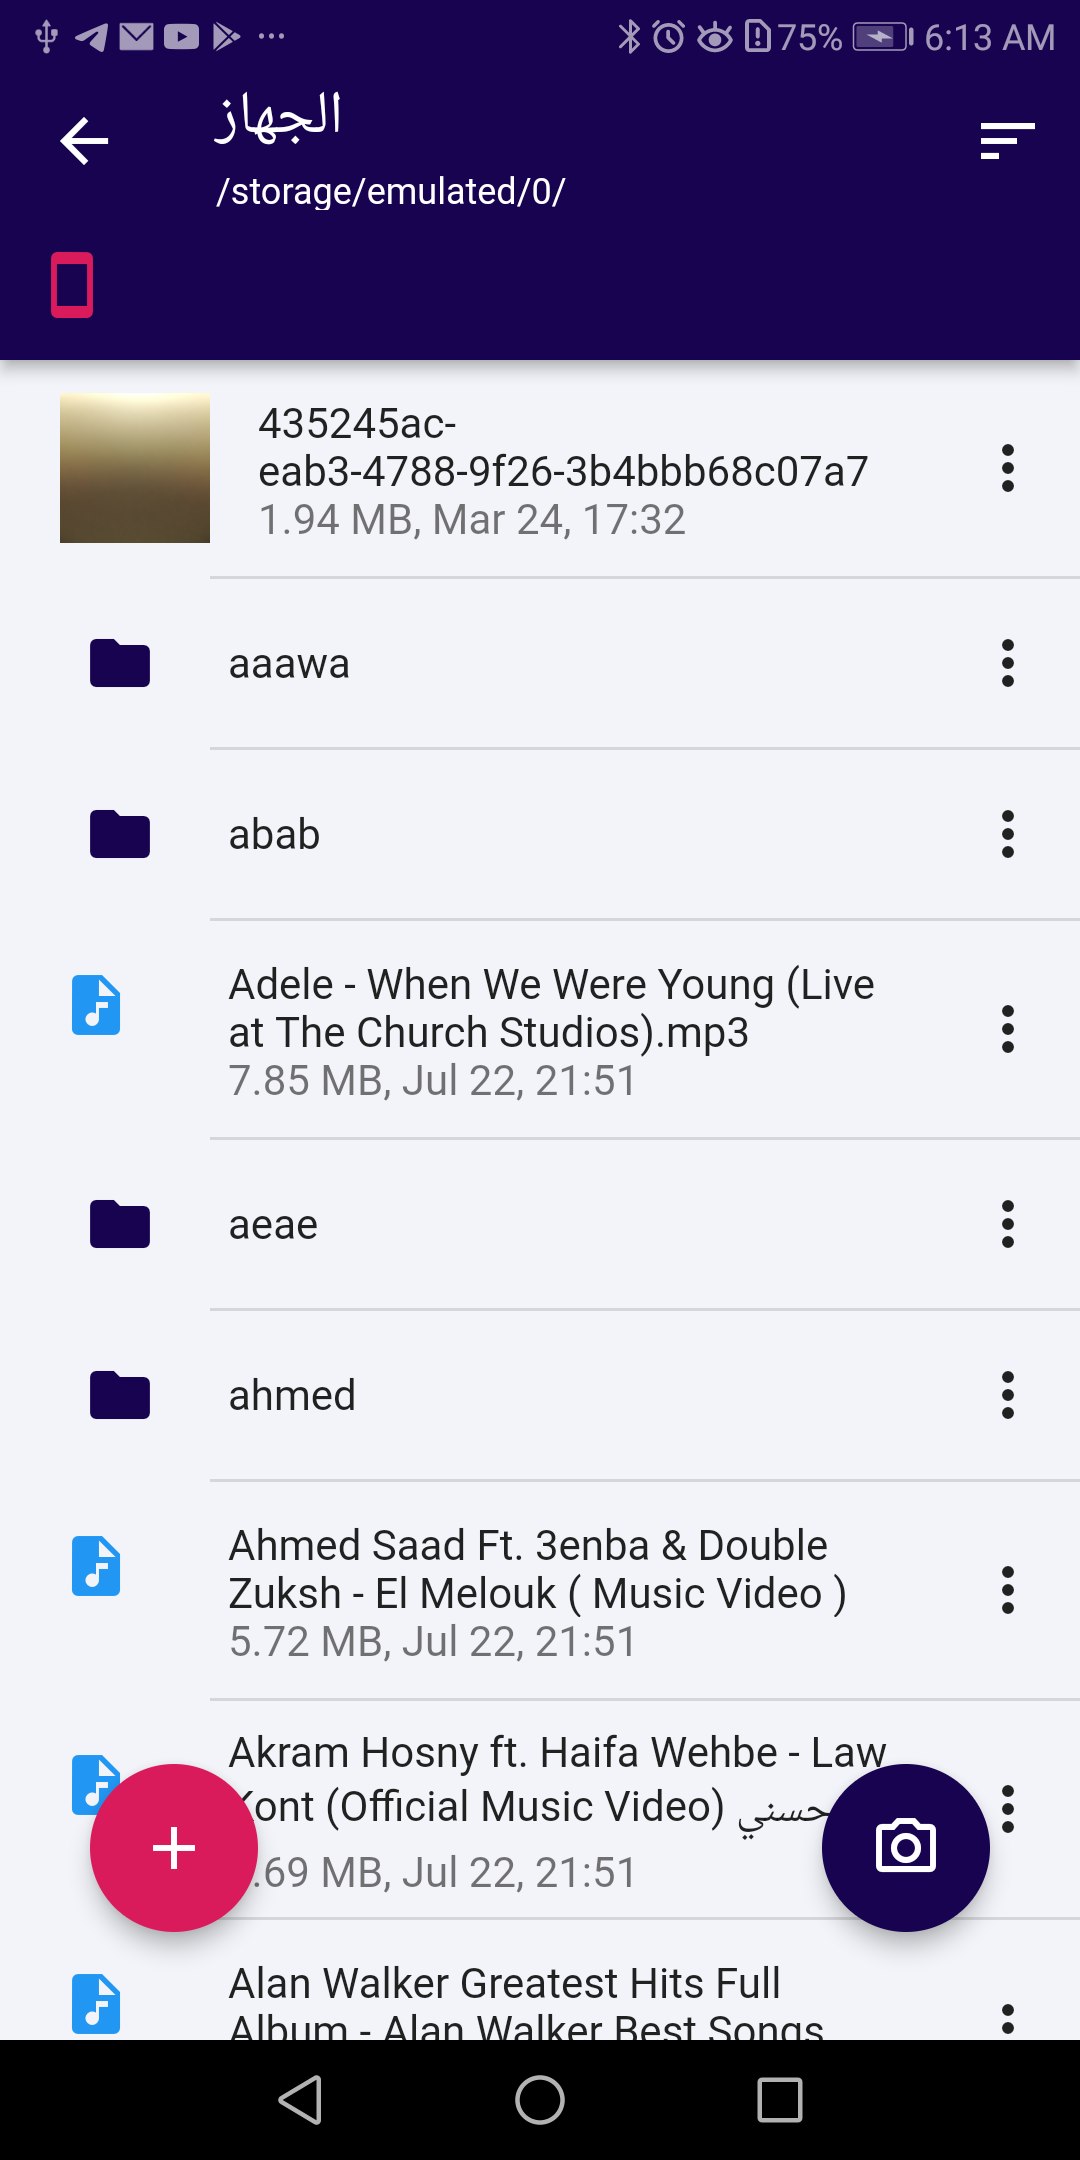 75% 6:13 AM
الجهاز
/storage/emulated/0/
435245ac-
eab3-4788-9f26-3b4bbb68c07a7
1.94 MB, Mar 24, 17:32
aaawa
abab
Adele - When We Were Young (Live
at The Church Studios).mp3
7.85 MB, Jul 22, 21:51
aeae
ahmed
Ahmed Saad Ft. 3enba & Double
Zuksh - El Melouk ( Music Video )
5.72 MB, Jul 22, 21:51
Akram Hosny ft. Haifa Wehbe - Law
Kont (Official Music Video) حسني
.69 MB, Jul 22, 21:51
Alan Walker Greatest Hits Full
Album - Alan Walker Best Songs